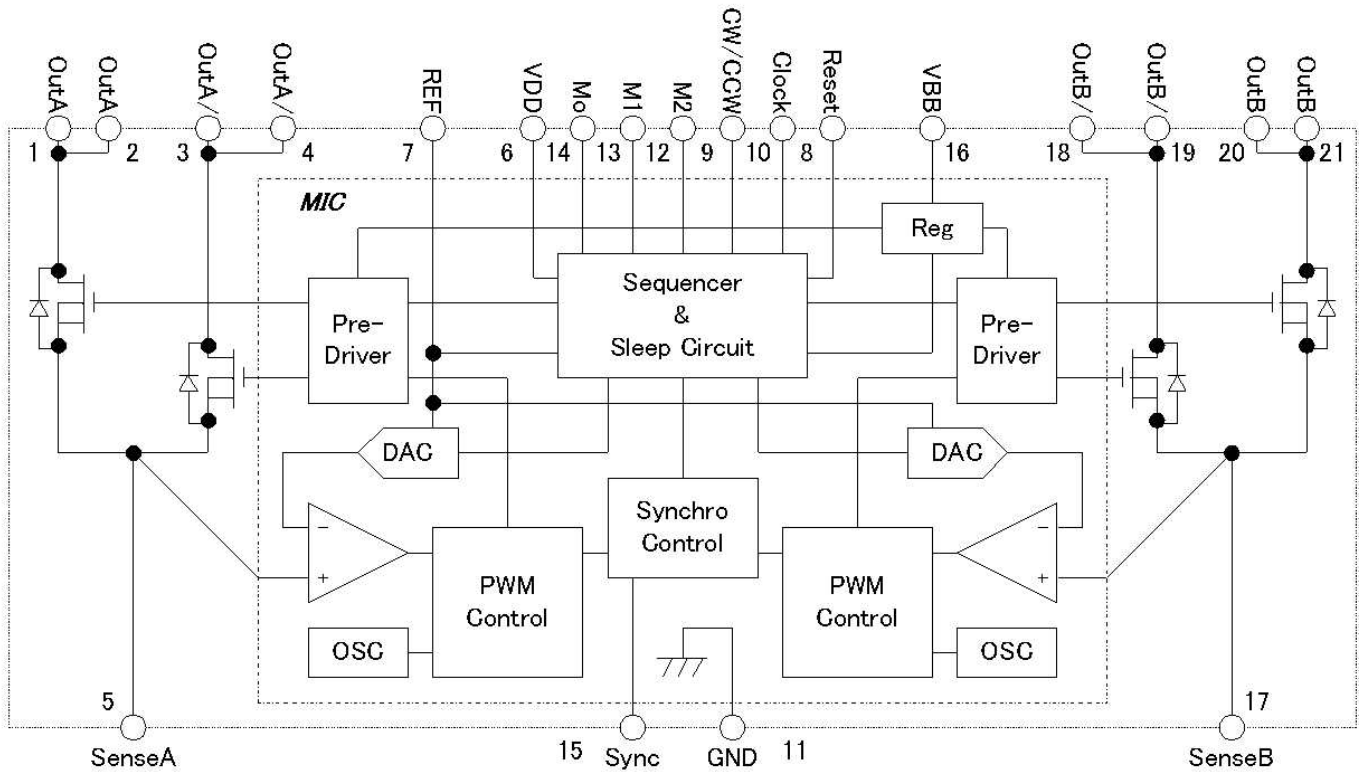 OutA
OutA
OutA/
OutA/
REF
VDD
Mo
M1
M2
CW/CCW
Clock
Reset
VBB
OutB/
OutB/
OutB
OutB
1
2
3
4
7
6
14
13
12
9
10
8
16
18
19
20
21
MIC
Reg
Pre-
Driver
Sequencer
&
Sleep Circuit
Pre-
Driver
DAC
DAC
Synchro
Control
−
+
−
+
PWM
Control
PWM
Control
OSC
OSC
5
SenseA
15
Sync
GND
11
17
SenseB